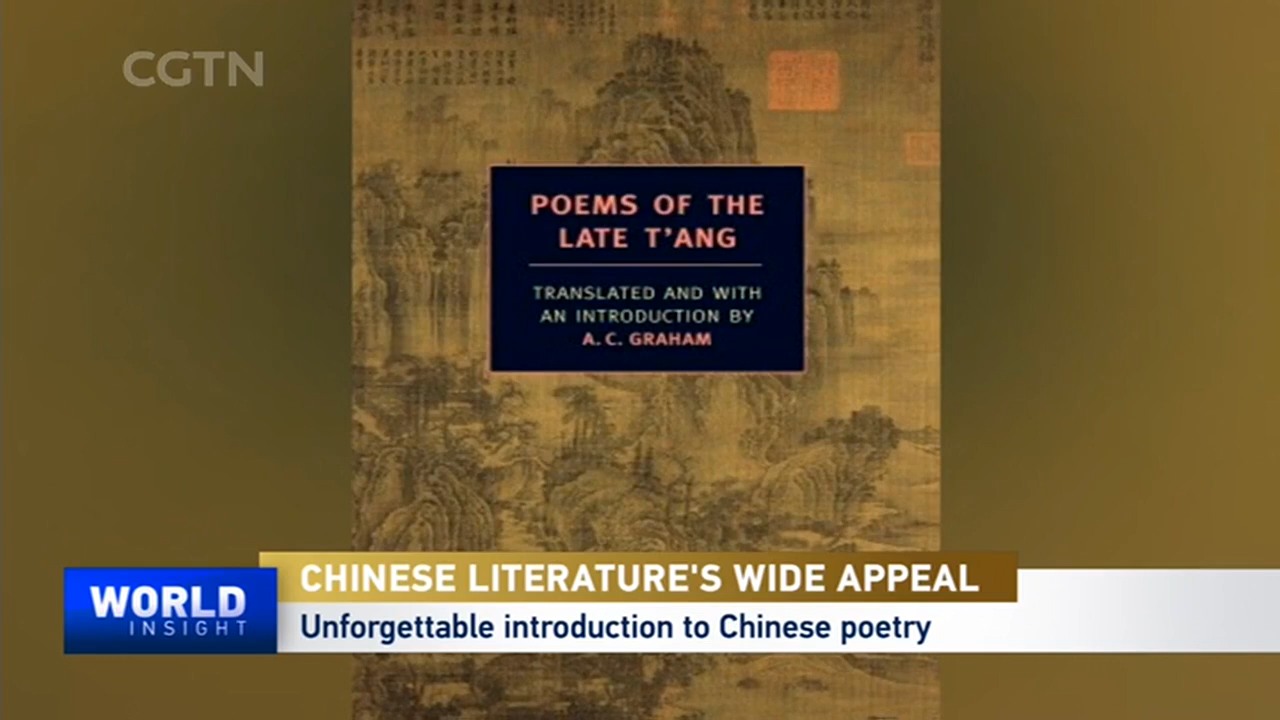 CGTN
POEMS OF THE
LATE T'ANG
TRANSLATED AND WITH
AN INTRODUCTION BY
A. C. GRAHAM
CHINESE LITERATURE'S WIDE APPEAL
WORLD
INSIGHT
Unforgettable introduction to Chinese poetry